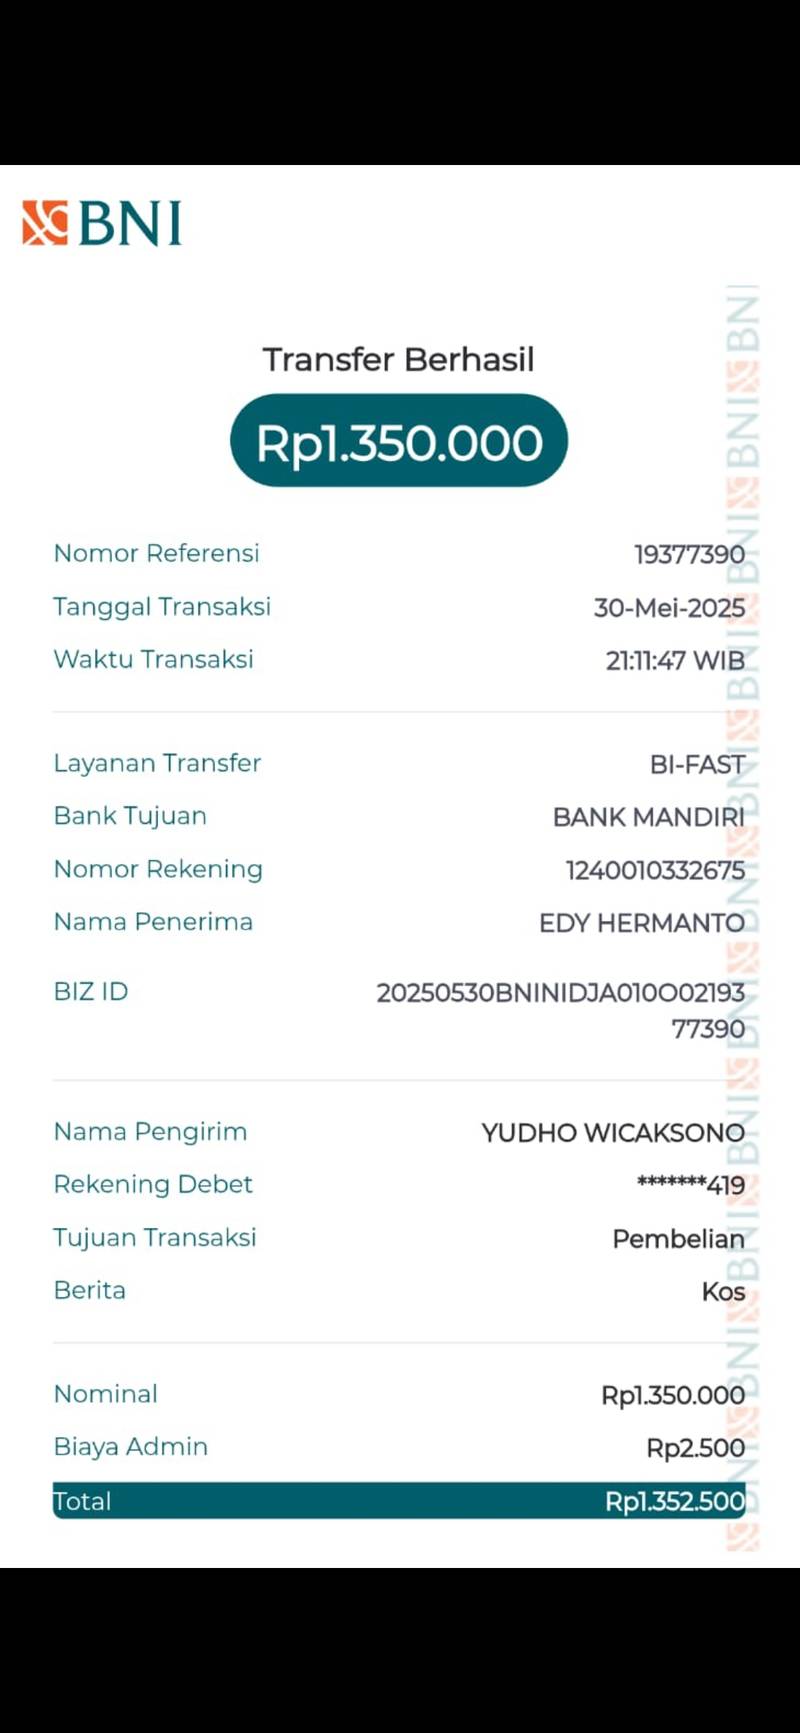 BNI
Transfer Berhasil
Rp1.350.000
Nomor Referensi 19377390
Tanggal Transaksi 30-Mei-2025
Waktu Transaksi 21:11:47 WIB
Layanan Transfer BI-FAST
Bank Tujuan BANK MANDIRI
Nomor Rekening 1240010332675
Nama Penerima EDY HERMANTO
BIZ ID 20250530BNINIDJA010O02193
77390
Nama Pengirim YUDHO WICAKSONO
Rekening Debet *******419
Tujuan Transaksi Pembelian
Berita Kos
Nominal Rp1.350.000
Biaya Admin Rp2.500
Total Rp1.352.500
BNI BNI BNI BNI BNI BNI BNI BNI BNI BNI BNI